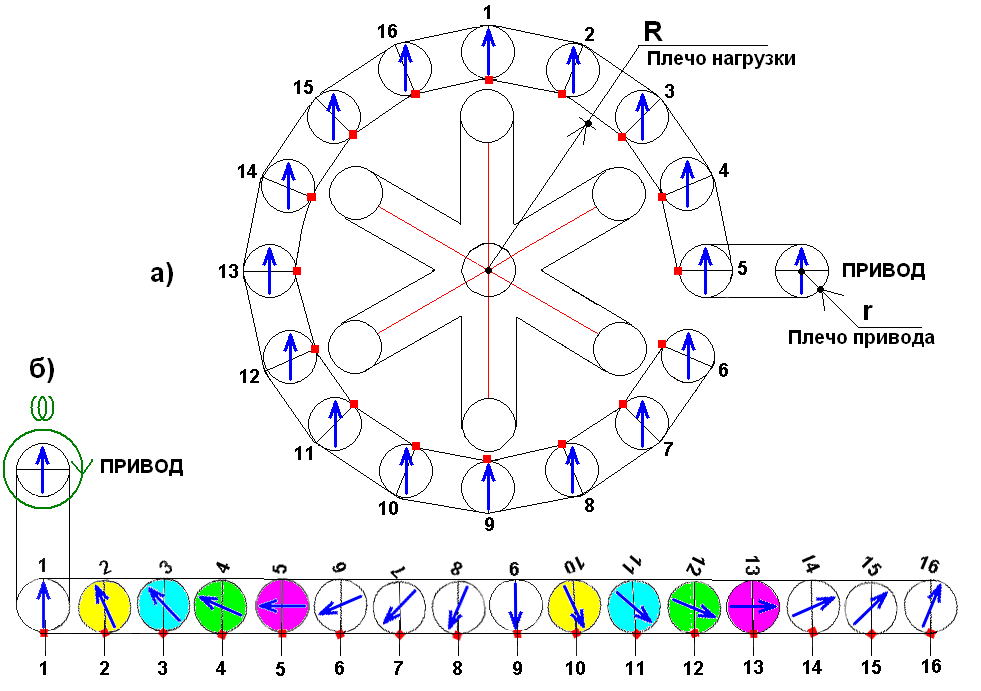 1
16
2
R
Плечо нагрузки
15
3
14
4
а)
13
5
ПРИВОД
r
Плечо привода
12
6
б)
11
7
10
8
9
ПРИВОД
1 2 3 4 5 6 7 8 9 10 11 12 13 14 15 16
1 2 3 4 5 6 7 8 9 10 11 12 13 14 15 16